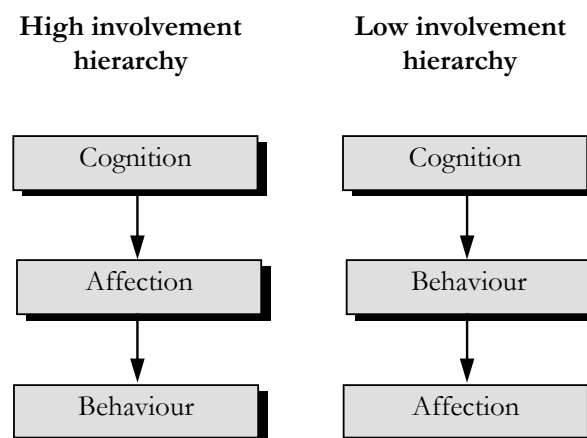 High involvement
hierarchy
Cognition
Affection
Behaviour
Low involvement
hierarchy
Cognition
Behaviour
Affection